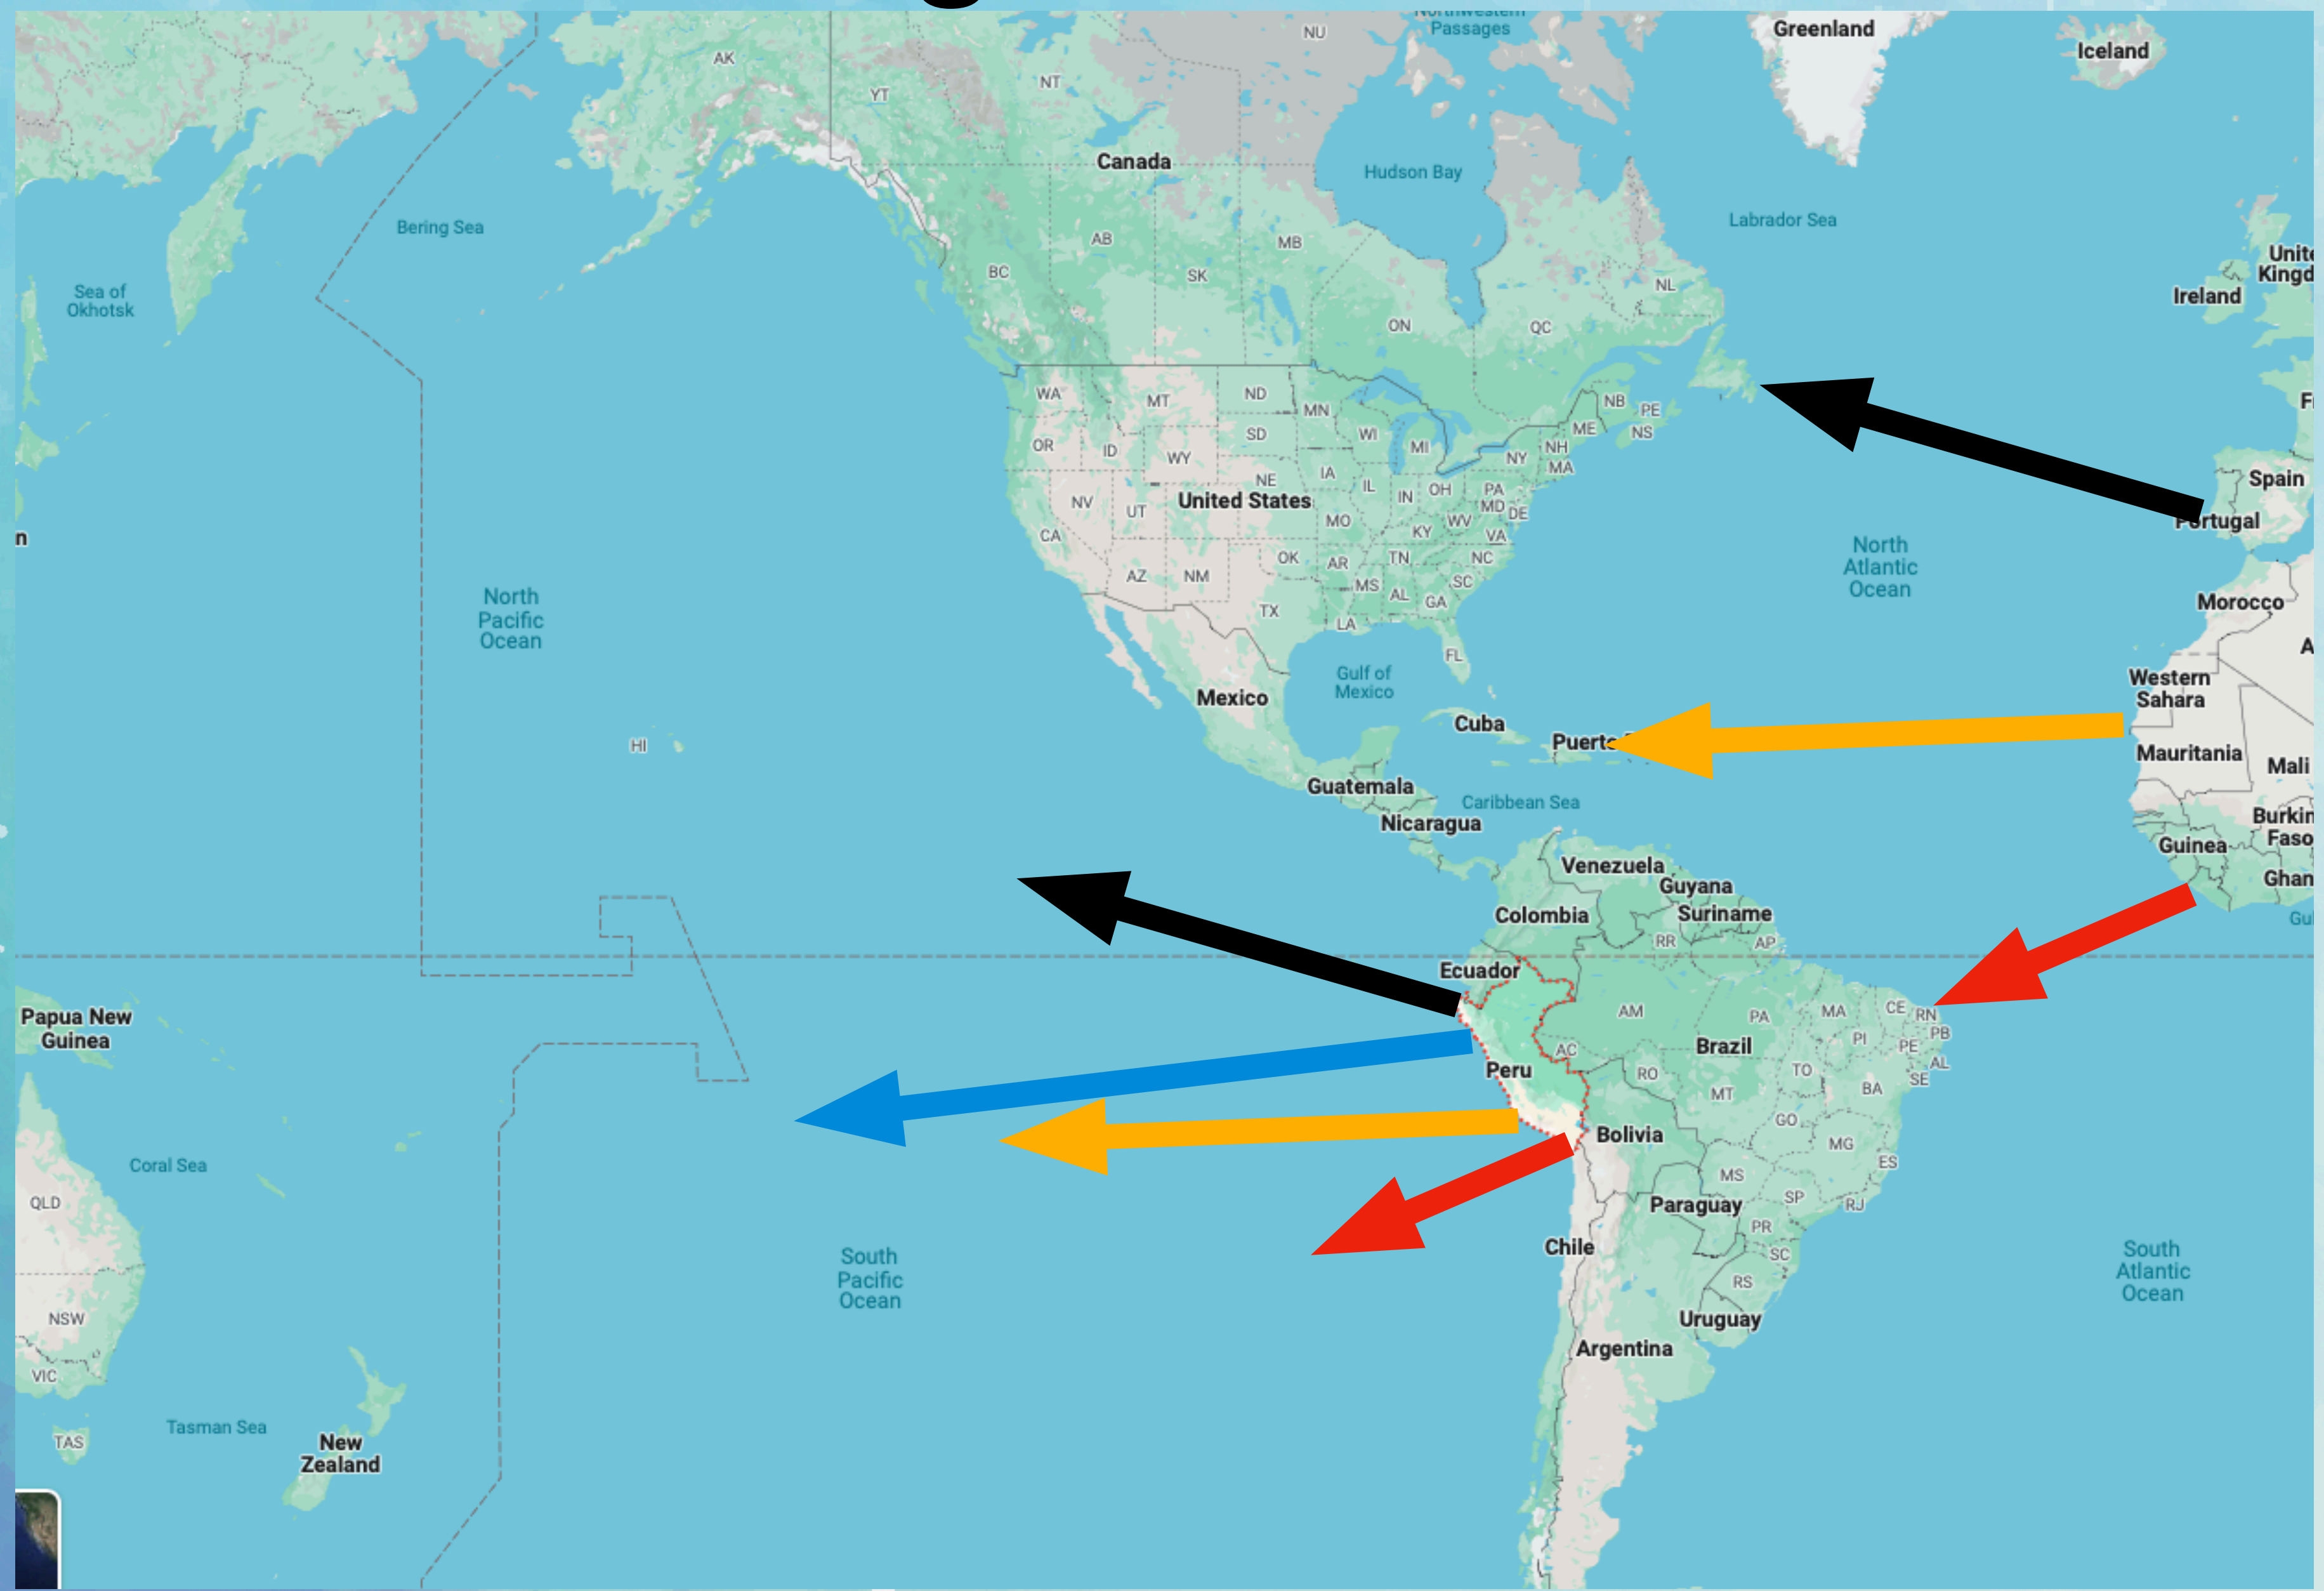 Northwestern
Passages
Greenland
Iceland
NU
AK
NT
YT
Canada
Hudson Bay
Labrador Sea
Bering Sea
AB
MB
BC
SK
NL
Sea of
Okhotsk
ON
QC
Ireland
WA
MT
ND
MN
NB
PE
NS
OR
ID
SD
WI
MI
ME
NH
MA
WY
NY
NE
IA
IL
IN
OH
PA
MD
DE
NV
UT
United States
MO
WV
KY
VA
CA
Spain
Portugal
n
North
Atlantic
Ocean
OK
AR
TN
NC
AZ
NM
MS
AL
SC
GA
TX
LA
FL
Morocco
North
Pacific
Ocean
A
Western
Sahara
Gulf of
Mexico
Mexico
Cuba
Puerto
HI
Mauritania
Mali
Guatemala
Caribbean Sea
Nicaragua
Guinea
Venezuela
Guyana
Suriname
Colombia
RR
AP
Ecuador
AM
PA
MA
CE
RN
PB
PI
PE
AL
SE
AC
Peru
Brazil
RO
TO
MT
BA
Papua New
Guinea
GO
Bolivia
MG
ES
MS
SP
RJ
Paraguay
PR
Coral Sea
QLD
SC
Chile
RS
South
Pacific
Ocean
South
Atlantic
Ocean
NSW
Uruguay
Argentina
VIC
Tasman Sea
TAS
New
Zealand